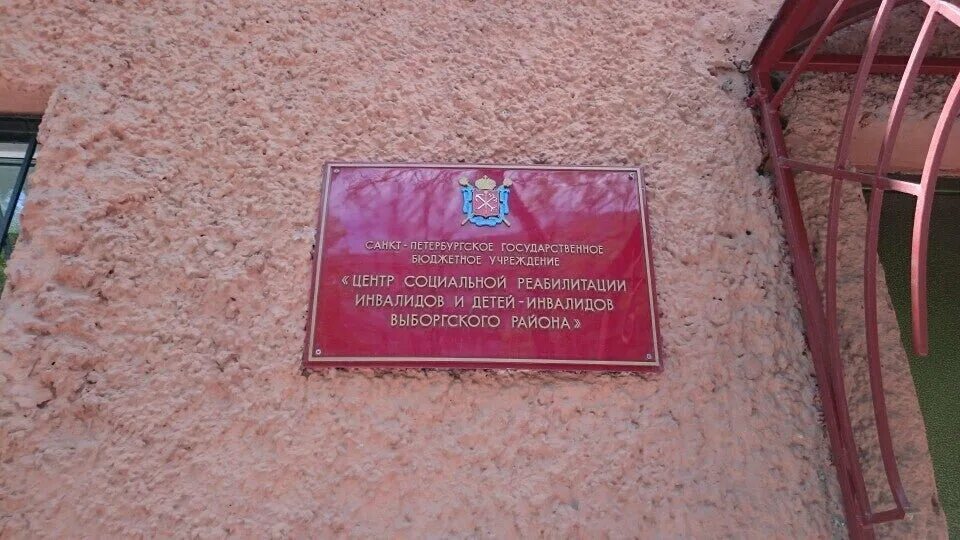 САНКТ-ПЕТЕРБУРГСКОЕ ГОСУДАРСТВЕННОЕ
БЮДЖЕТНОЕ УЧРЕЖДЕНИЕ
«ЦЕНТР СОЦИАЛЬНОЙ РЕАБИЛИТАЦИИ
ИНВАЛИДОВ И ДЕТЕЙ-ИНВАЛИДОВ
ВЫБОРГСКОГО РАЙОНА»